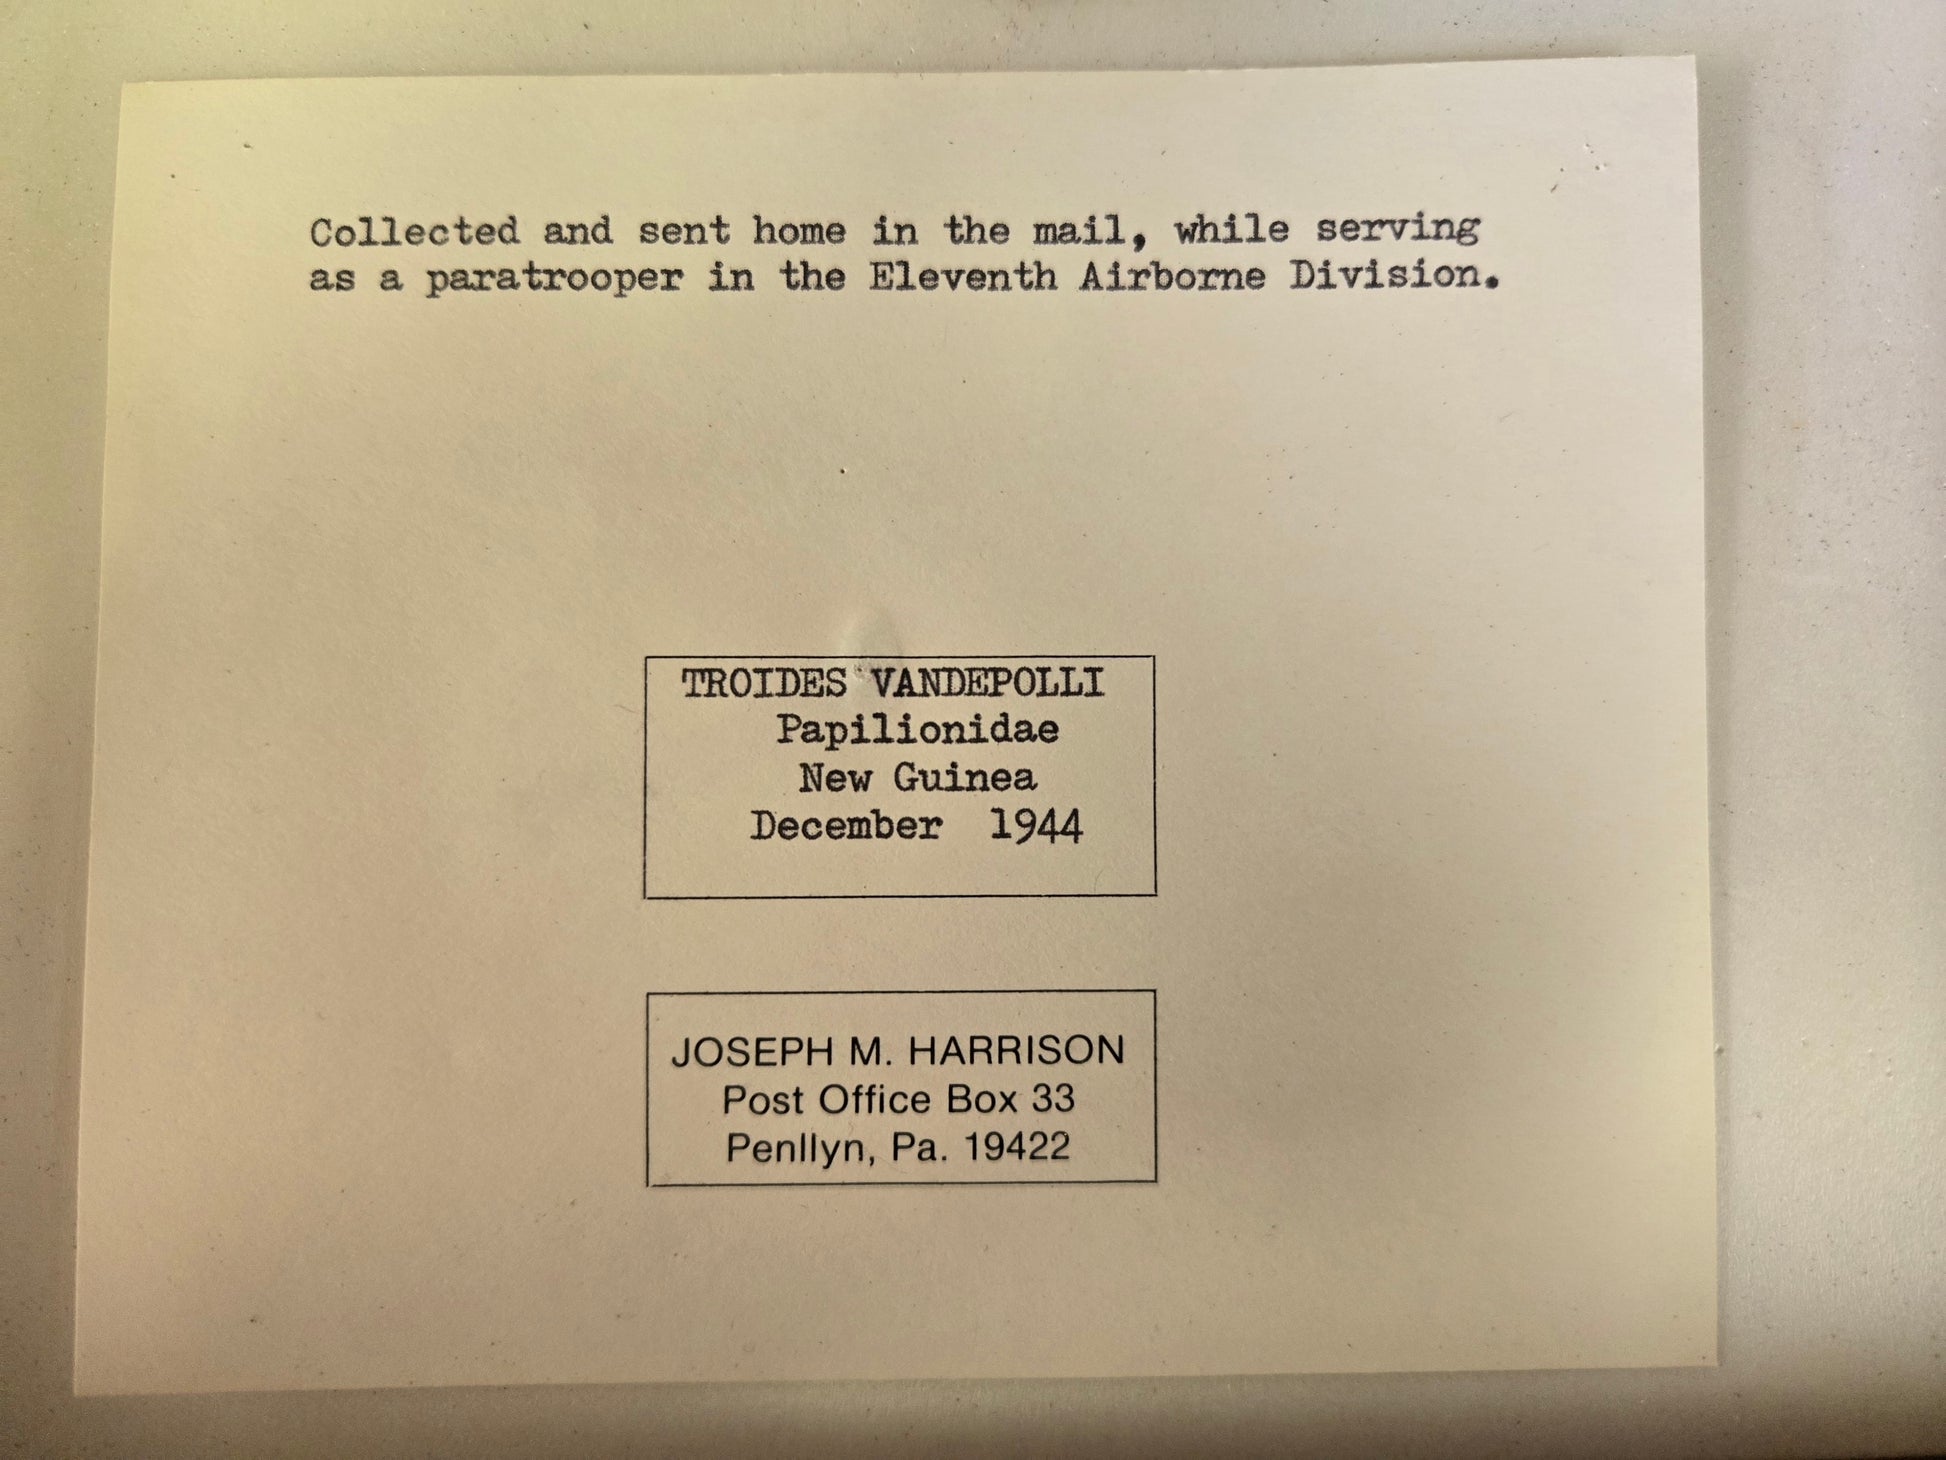 Collected and sent home in the mail, while serving
as a paratrooper in the Eleventh Airborne Division.
TROIDES VANDEPOLLI
Papilionidae
New Guinea
December 1944
JOSEPH M. HARRISON
Post Office Box 33
Penllyn, Pa. 19422